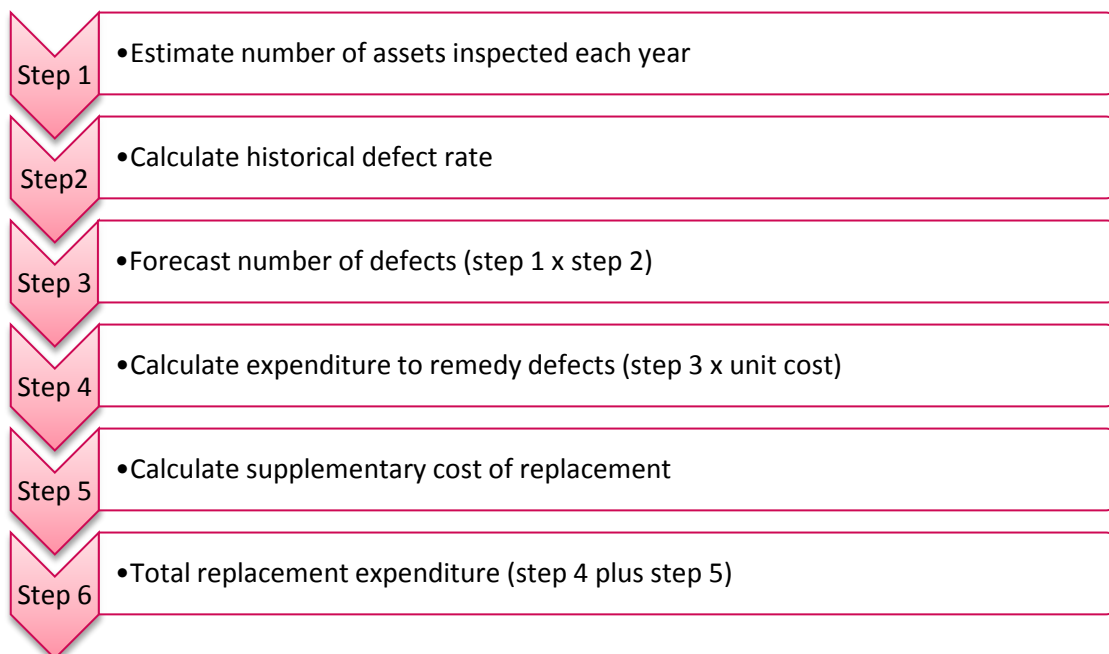 Step 1
•Estimate number of assets inspected each year
Step2
•Calculate historical defect rate
Step 3
•Forecast number of defects (step 1 x step 2)
Step 4
•Calculate expenditure to remedy defects (step 3 x unit cost)
Step 5
•Calculate supplementary cost of replacement
Step 6
•Total replacement expenditure (step 4 plus step 5)